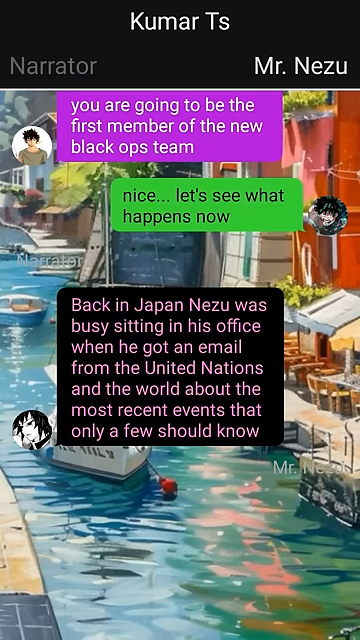 Kumar Ts
Narrator
Mr. Nezu
you are going to be the
first member of the new
black ops team
nice... let's see what
happens now
Narrator
Back in Japan Nezu was
busy sitting in his office
when he got an email
from the United Nations
and the world about the
most recent events that
only a few should know
Mr. Nezu